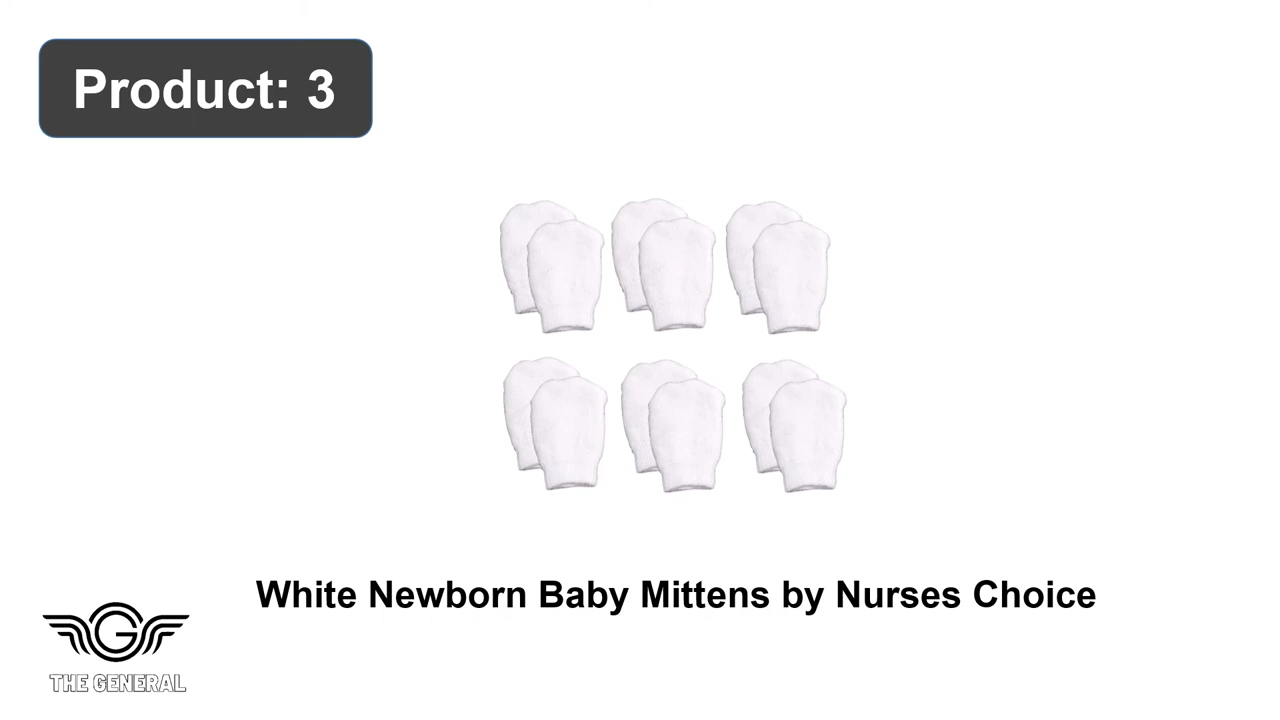 Product: 3
White Newborn Baby Mittens by Nurses Choice
G
THE GENERAL